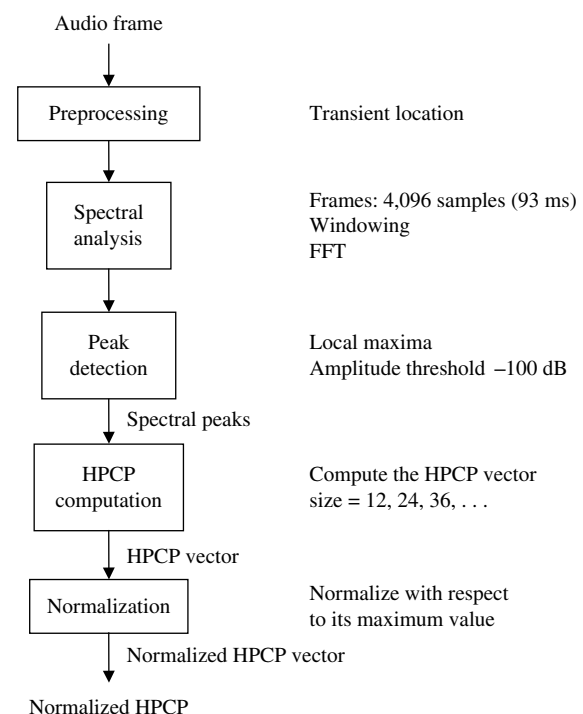 Audio frame
Preprocessing
Transient location
Spectral
analysis
Frames: 4,096 samples (93 ms)
Windowing
FFT
Peak
detection
Local maxima
Amplitude threshold –100 dB
Spectral peaks
HPCP
computation
Compute the HPCP vector
size = 12, 24, 36, . . .
HPCP vector
Normalization
Normalize with respect
to its maximum value
Normalized HPCP vector
Normalized HPCP